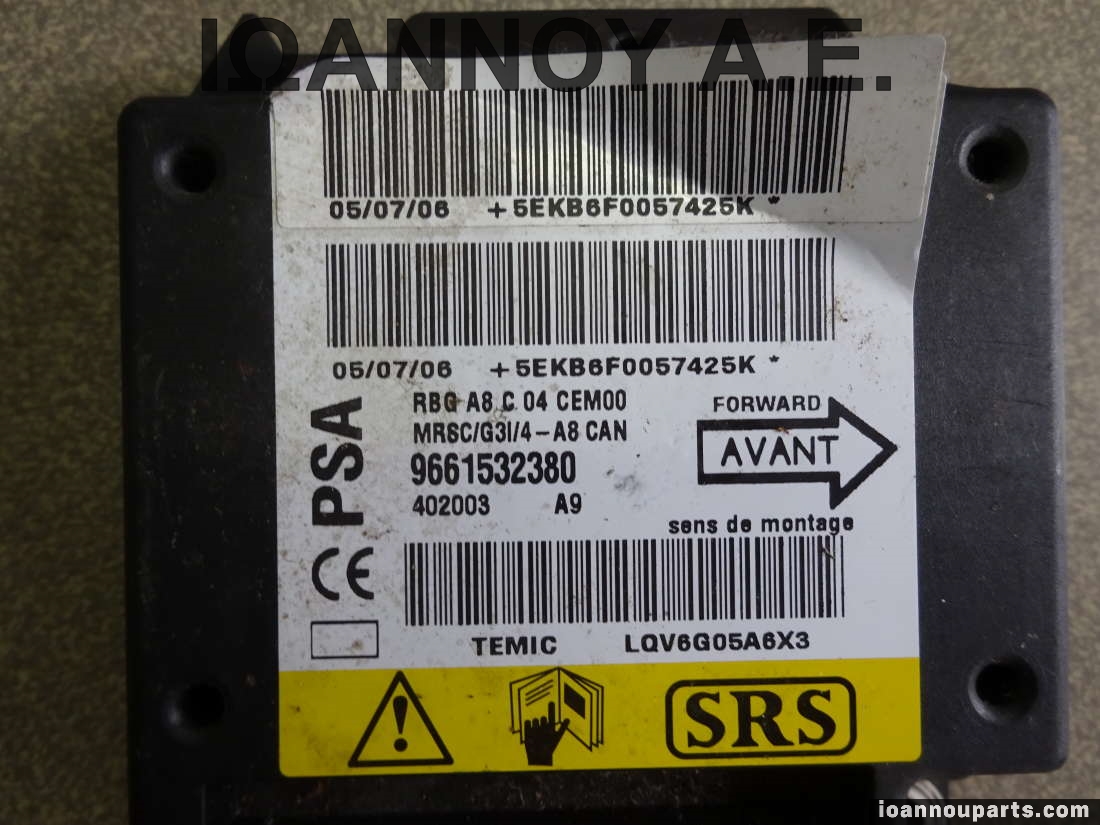 ΙΩΑΝΝΟΥ Α.Ε.
05/07/06 +5EKB6F0057425K *
05/07/06 +5EKB6F0057425K *
PSA
RBG A8 C 04 CEM00
MRSC/G3I/4-A8 CAN
9661532380
402003 A9
FORWARD
AVANT
sens de montage
CE
TEMIC LQV6G05A6X3
SRS
ioannouparts.com